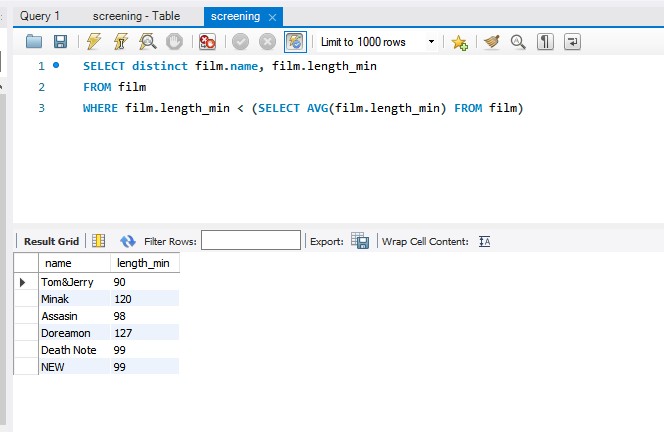 Query 1 screening - Table screening
Limit to 1000 rows
1 SELECT distinct film.name, film.length_min
2 FROM film
3 WHERE film.length_min < (SELECT AVG(film.length_min) FROM film)
Result Grid Filter Rows: Export: Wrap Cell Content:
name length_min
Tom&Jerry 90
Minak 120
Assasin 98
Doreamon 127
Death Note 99
NEW 99